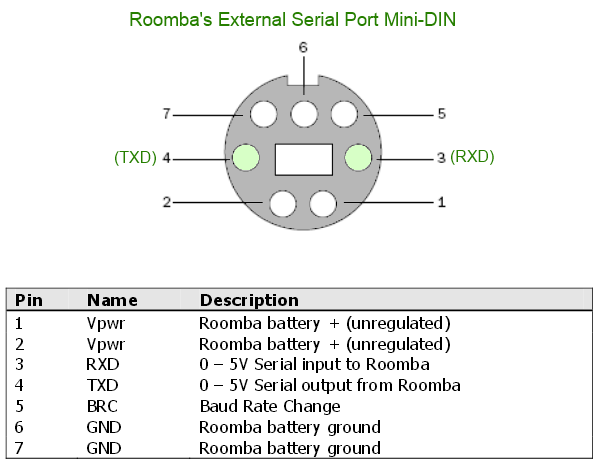 Roomba's External Serial Port Mini-DIN
6
7 5
(TXD) 4 3 (RXD)
2 1
Pin Name Description
1 Vpwr Roomba battery + (unregulated)
2 Vpwr Roomba battery + (unregulated)
3 RXD 0 – 5V Serial input to Roomba
4 TXD 0 – 5V Serial output from Roomba
5 BRC Baud Rate Change
6 GND Roomba battery ground
7 GND Roomba battery ground